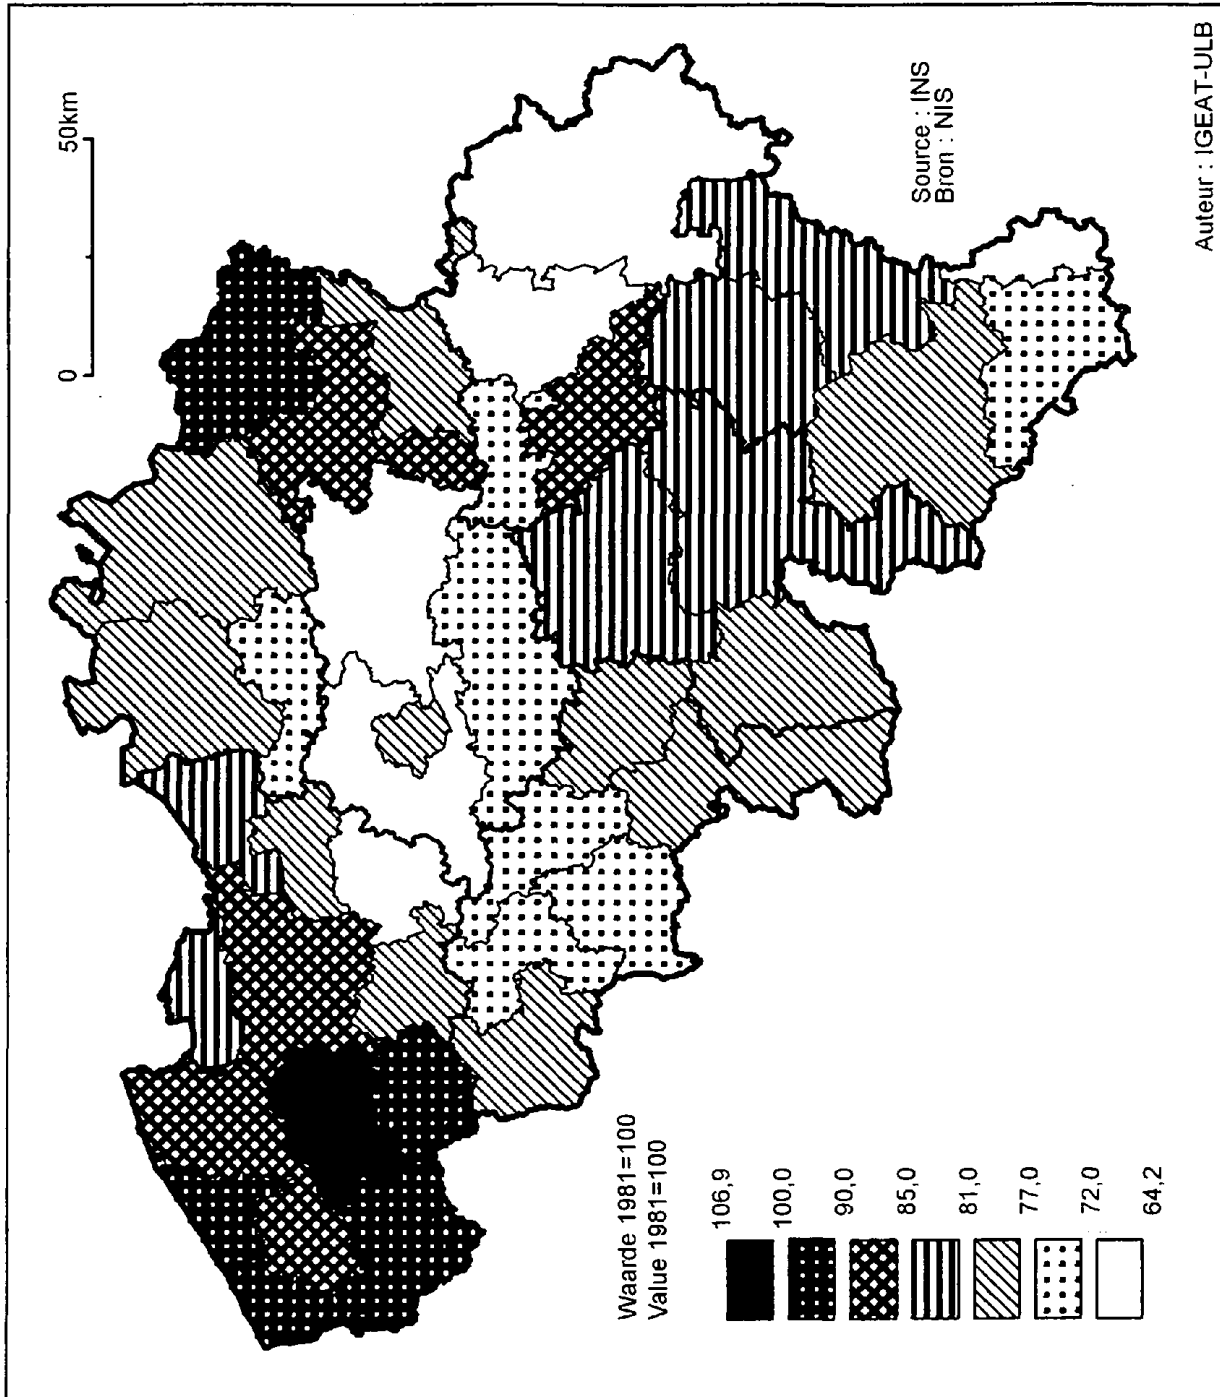 0 50km
Source : INS
Bron : NIS
Waarde 1981=100
Value 1981=100
106,9
100,0
90,0
85,0
81,0
77,0
72,0
64,2
Auteur : IGEAT-ULB